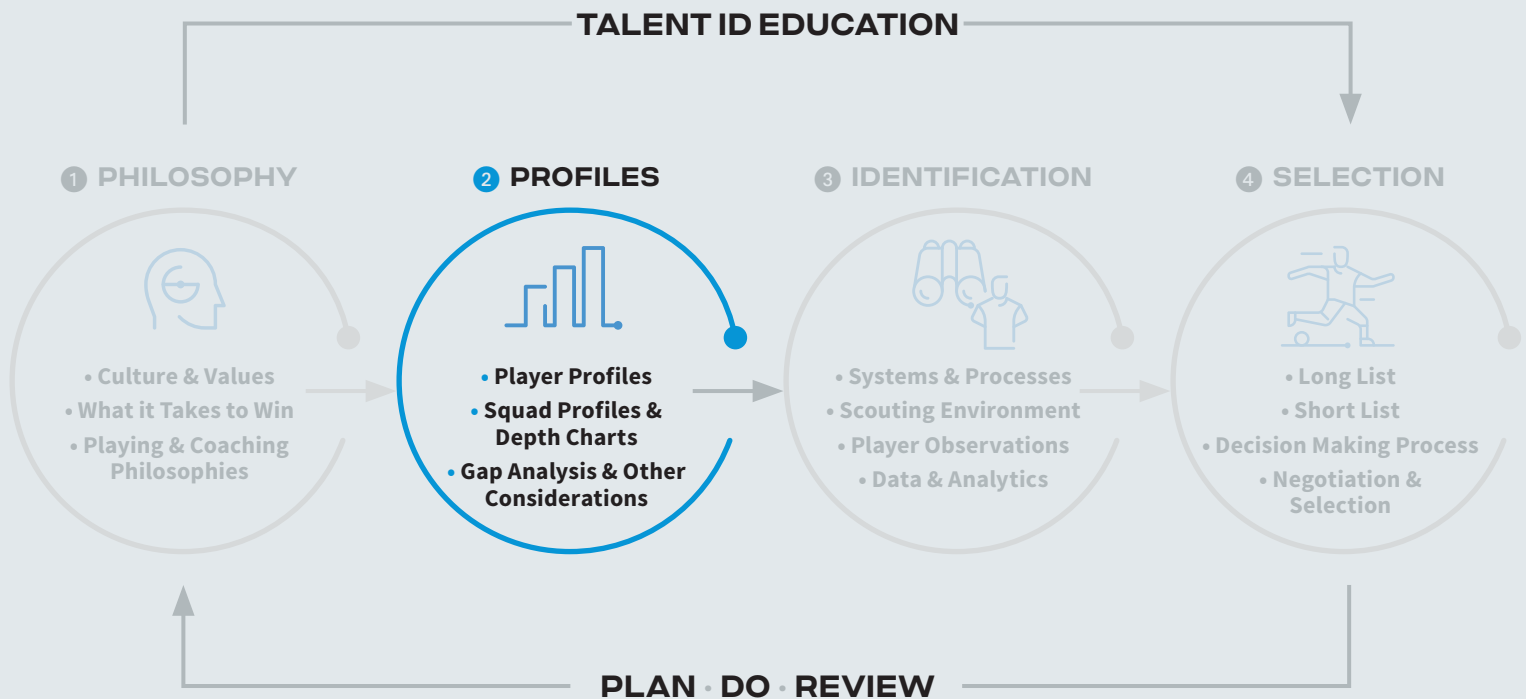 TALENT ID EDUCATION
1 PHILOSOPHY
• Culture & Values
• What it Takes to Win
• Playing & Coaching
Philosophies
2 PROFILES
• Player Profiles
• Squad Profiles &
Depth Charts
• Gap Analysis & Other
Considerations
3 IDENTIFICATION
• Systems & Processes
• Scouting Environment
• Player Observations
• Data & Analytics
4 SELECTION
• Long List
• Short List
• Decision Making Process
• Negotiation &
Selection
PLAN • DO • REVIEW